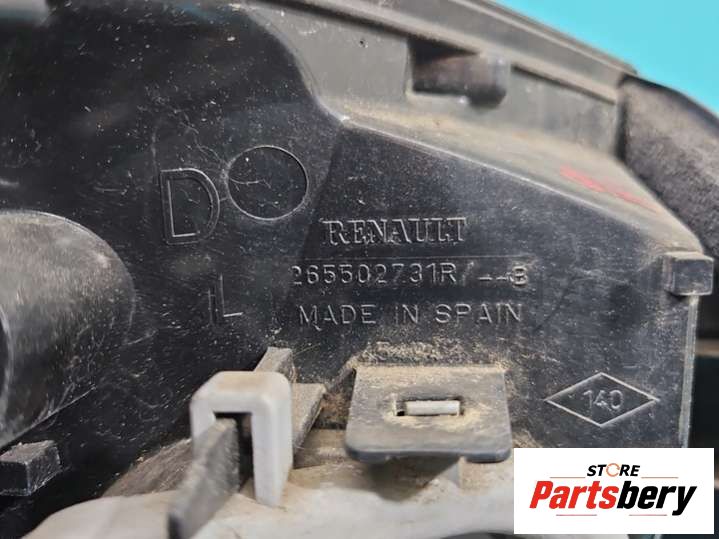 D
RENAULT
265502731R/--B
L
MADE IN SPAIN
140
STORE
Partsbery